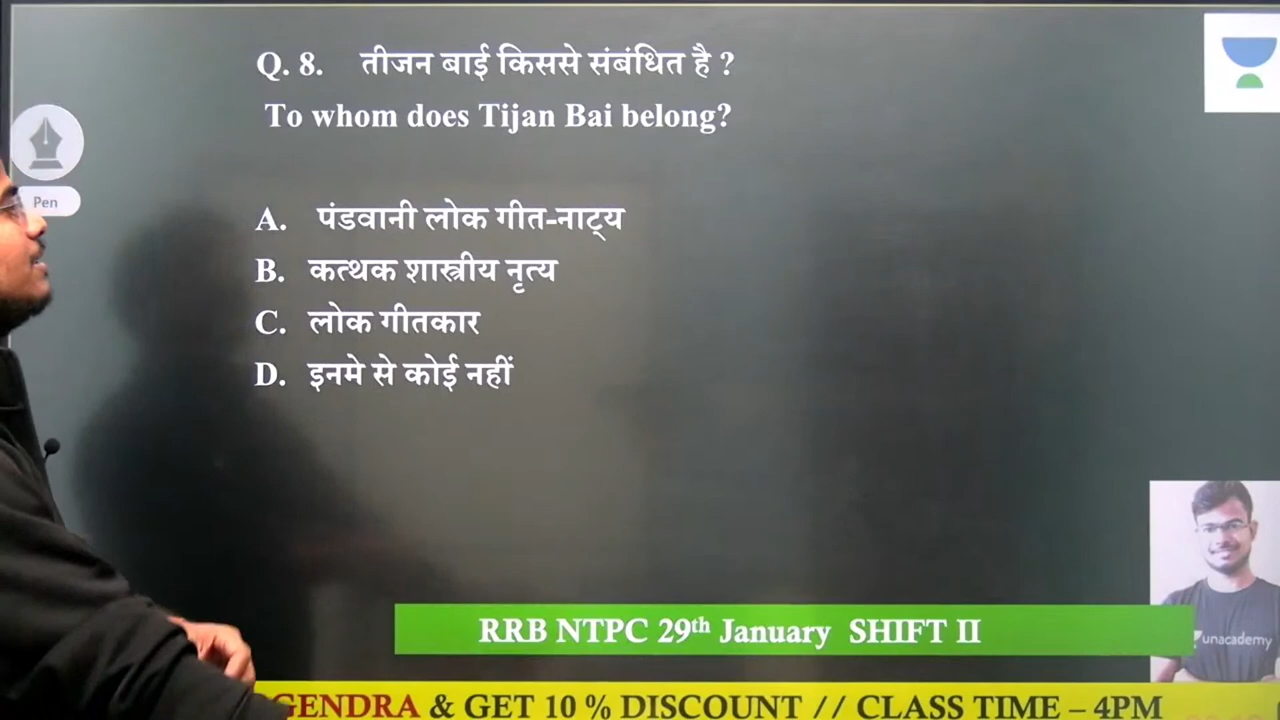 Q. 8. तीजन बाई किससे संबंधित है ?
To whom does Tijan Bai belong?
Pen
A. पंडवानी लोक गीत-नाट्य
B. कत्थक शास्त्रीय नृत्य
C. लोक गीतकार
D. इनमे से कोई नहीं
RRB NTPC 29th January SHIFT II
unacademy
GENDRA & GET 10 % DISCOUNT // CLASS TIME – 4PM